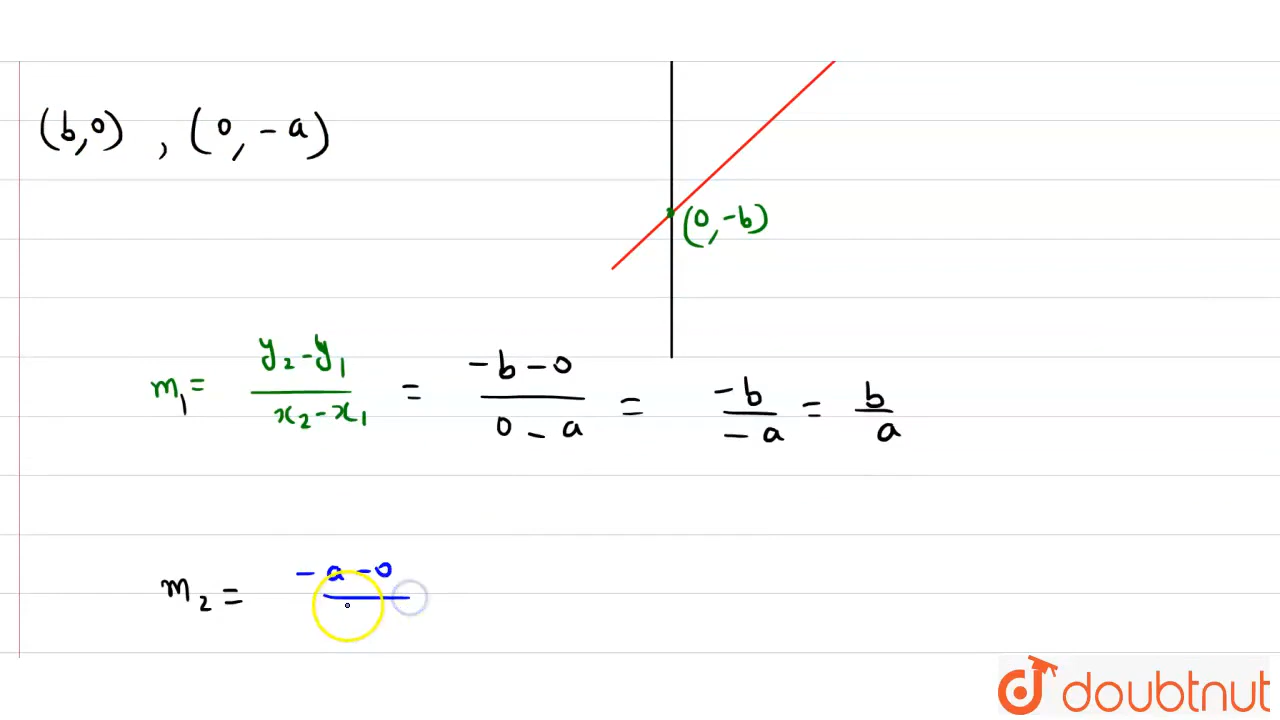 (b,0) , (0,-a)
(0,-b)
m₁ = y₂-y₁ / x₂-x₁ = -b-0 / 0-a = -b / -a = b / a
m₂ = -a-0
doubtnut